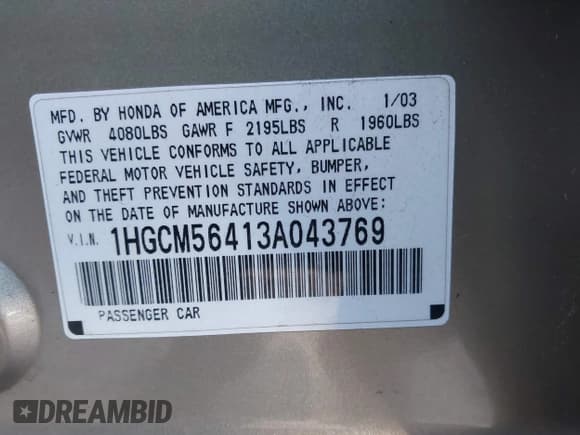 MFD. BY HONDA OF AMERICA MFG., INC. 1/03
GVWR 4080LBS GAWR F 2195LBS R 1960LBS
THIS VEHICLE CONFORMS TO ALL APPLICABLE
FEDERAL MOTOR VEHICLE SAFETY, BUMPER,
AND THEFT PREVENTION STANDARDS IN EFFECT
ON THE DATE OF MANUFACTURE SHOWN ABOVE:
V.I.N. 1HGCM56413A043769
PASSENGER CAR
DREAMBID